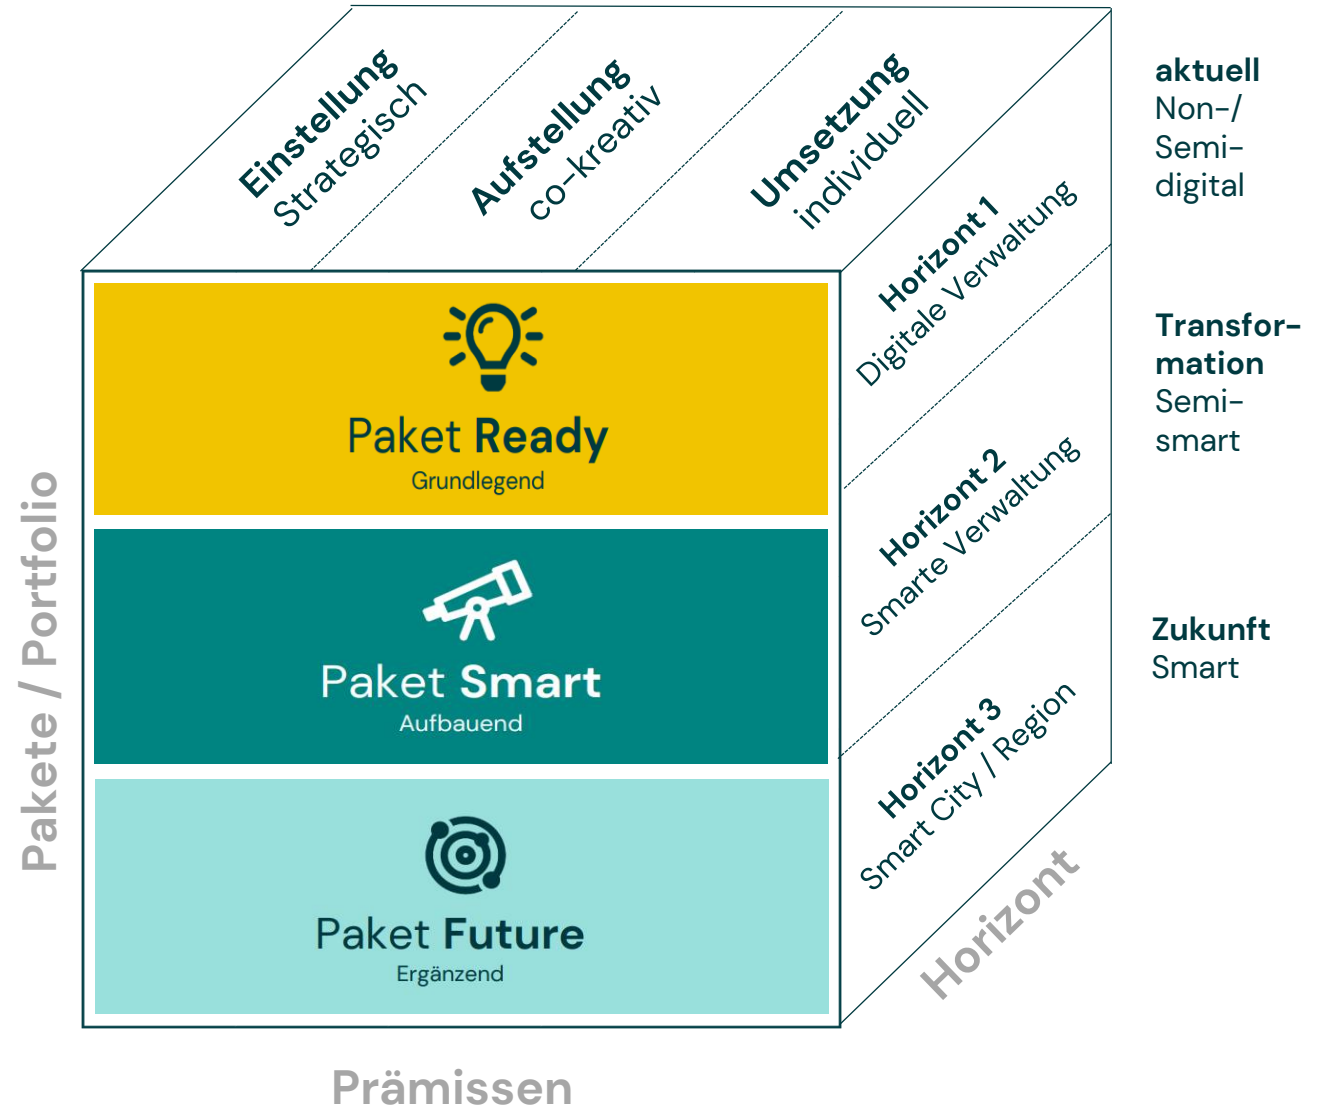 Einstellung
Strategisch
Aufstellung
co-kreativ
Umsetzung
individuell
aktuell
Non-/
Semi-
digital
Horizont 1
Digitale Verwaltung
Transfor-
mation
Semi-
smart
Horizont 2
Smarte Verwaltung
Zukunft
Smart
Horizont 3
Smart City / Region
Paket Ready
Grundlegend
Paket Smart
Aufbauend
Paket Future
Ergänzend
Pakete / Portfolio
Horizont
Prämissen